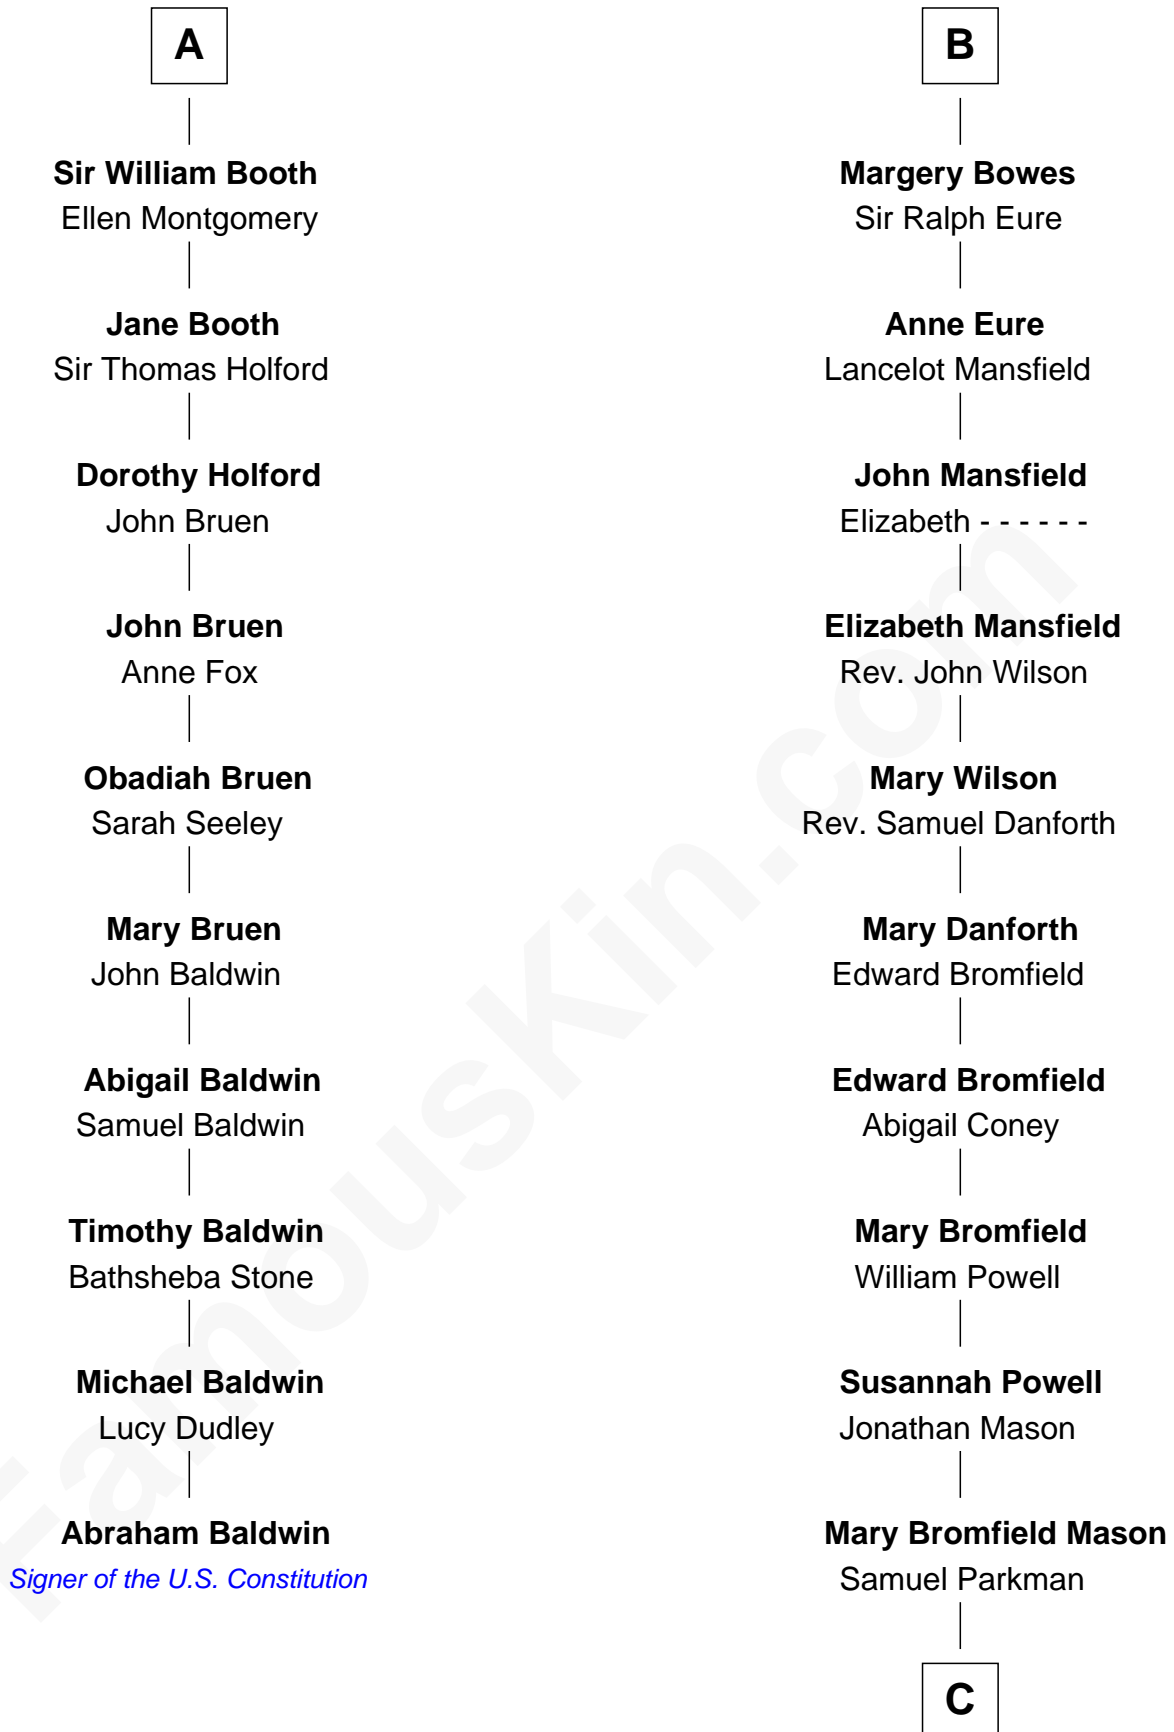 A
Sir William Booth
Ellen Montgomery
Jane Booth
Sir Thomas Holford
Dorothy Holford
John Bruen
John Bruen
Anne Fox
Obadiah Bruen
Sarah Seeley
Mary Bruen
John Baldwin
Abigail Baldwin
Samuel Baldwin
Timothy Baldwin
Bathsheba Stone
Michael Baldwin
Lucy Dudley
Abraham Baldwin
Signer of the U.S. Constitution
B
Margery Bowes
Sir Ralph Eure
Anne Eure
Lancelot Mansfield
John Mansfield
Elizabeth - - - - - -
Elizabeth Mansfield
Rev. John Wilson
Mary Wilson
Rev. Samuel Danforth
Mary Danforth
Edward Bromfield
Edward Bromfield
Abigail Coney
Mary Bromfield
William Powell
Susannah Powell
Jonathan Mason
Mary Bromfield Mason
Samuel Parkman
C
FamousKin.com